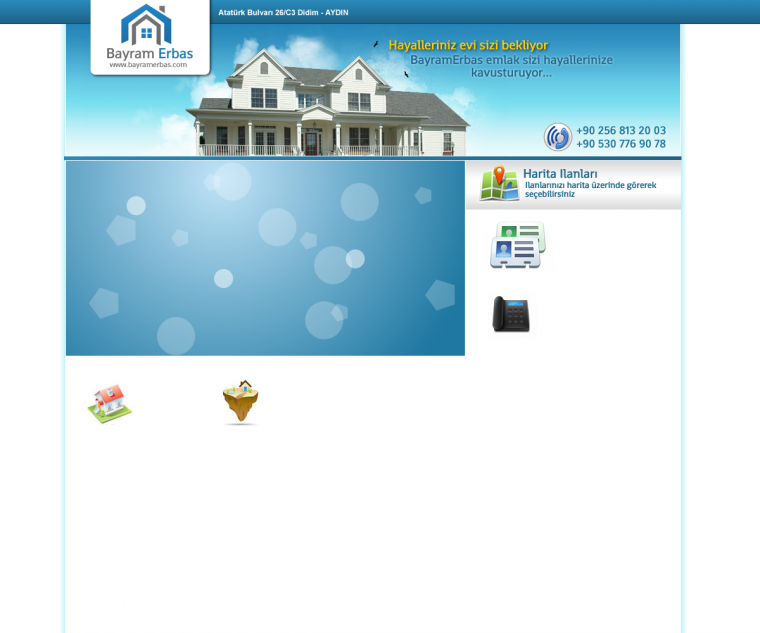 Atatürk Bulvarı 26/C3 Didim - AYDIN
Bayram Erbas
www.bayramerbas.com
Hayalleriniz evi sizi bekliyor
BayramErbas emlak sizi hayallerinize
kavusturuyor...
+90 256 813 20 03
+90 530 776 90 78
Harita Ilanları
Ilanlarımızı harita üzerinde görerek
seçebilirsiniz